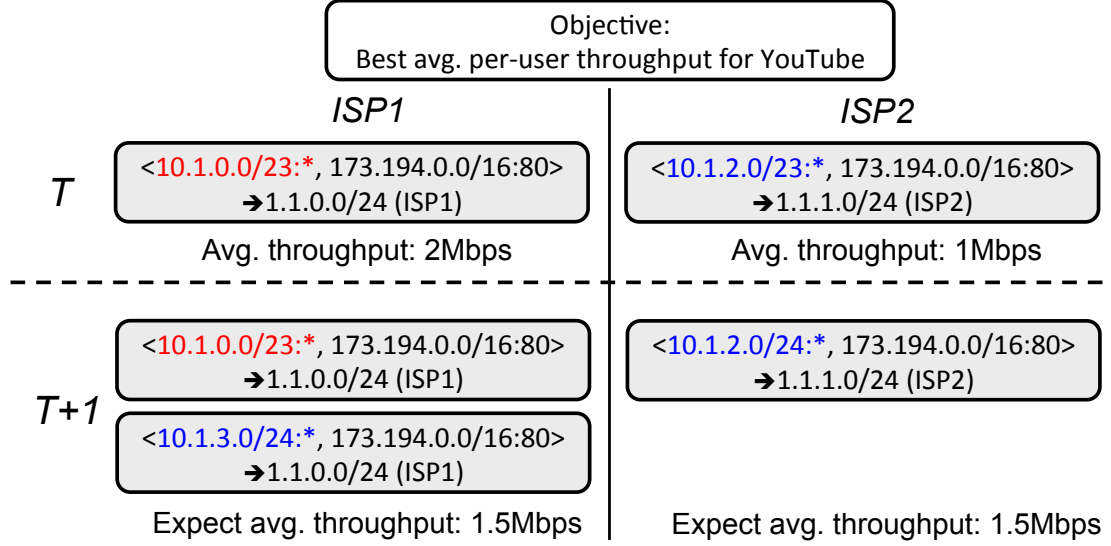 Objective:
Best avg. per-user throughput for YouTube
ISP1
ISP2
T
<10.1.0.0/23:*, 173.194.0.0/16:80>
➔1.1.0.0/24 (ISP1)
Avg. throughput: 2Mbps
<10.1.2.0/23:*, 173.194.0.0/16:80>
➔1.1.1.0/24 (ISP2)
Avg. throughput: 1Mbps
T+1
<10.1.0.0/23:*, 173.194.0.0/16:80>
➔1.1.0.0/24 (ISP1)
<10.1.3.0/24:*, 173.194.0.0/16:80>
➔1.1.0.0/24 (ISP1)
Expect avg. throughput: 1.5Mbps
<10.1.2.0/24:*, 173.194.0.0/16:80>
➔1.1.1.0/24 (ISP2)
Expect avg. throughput: 1.5Mbps